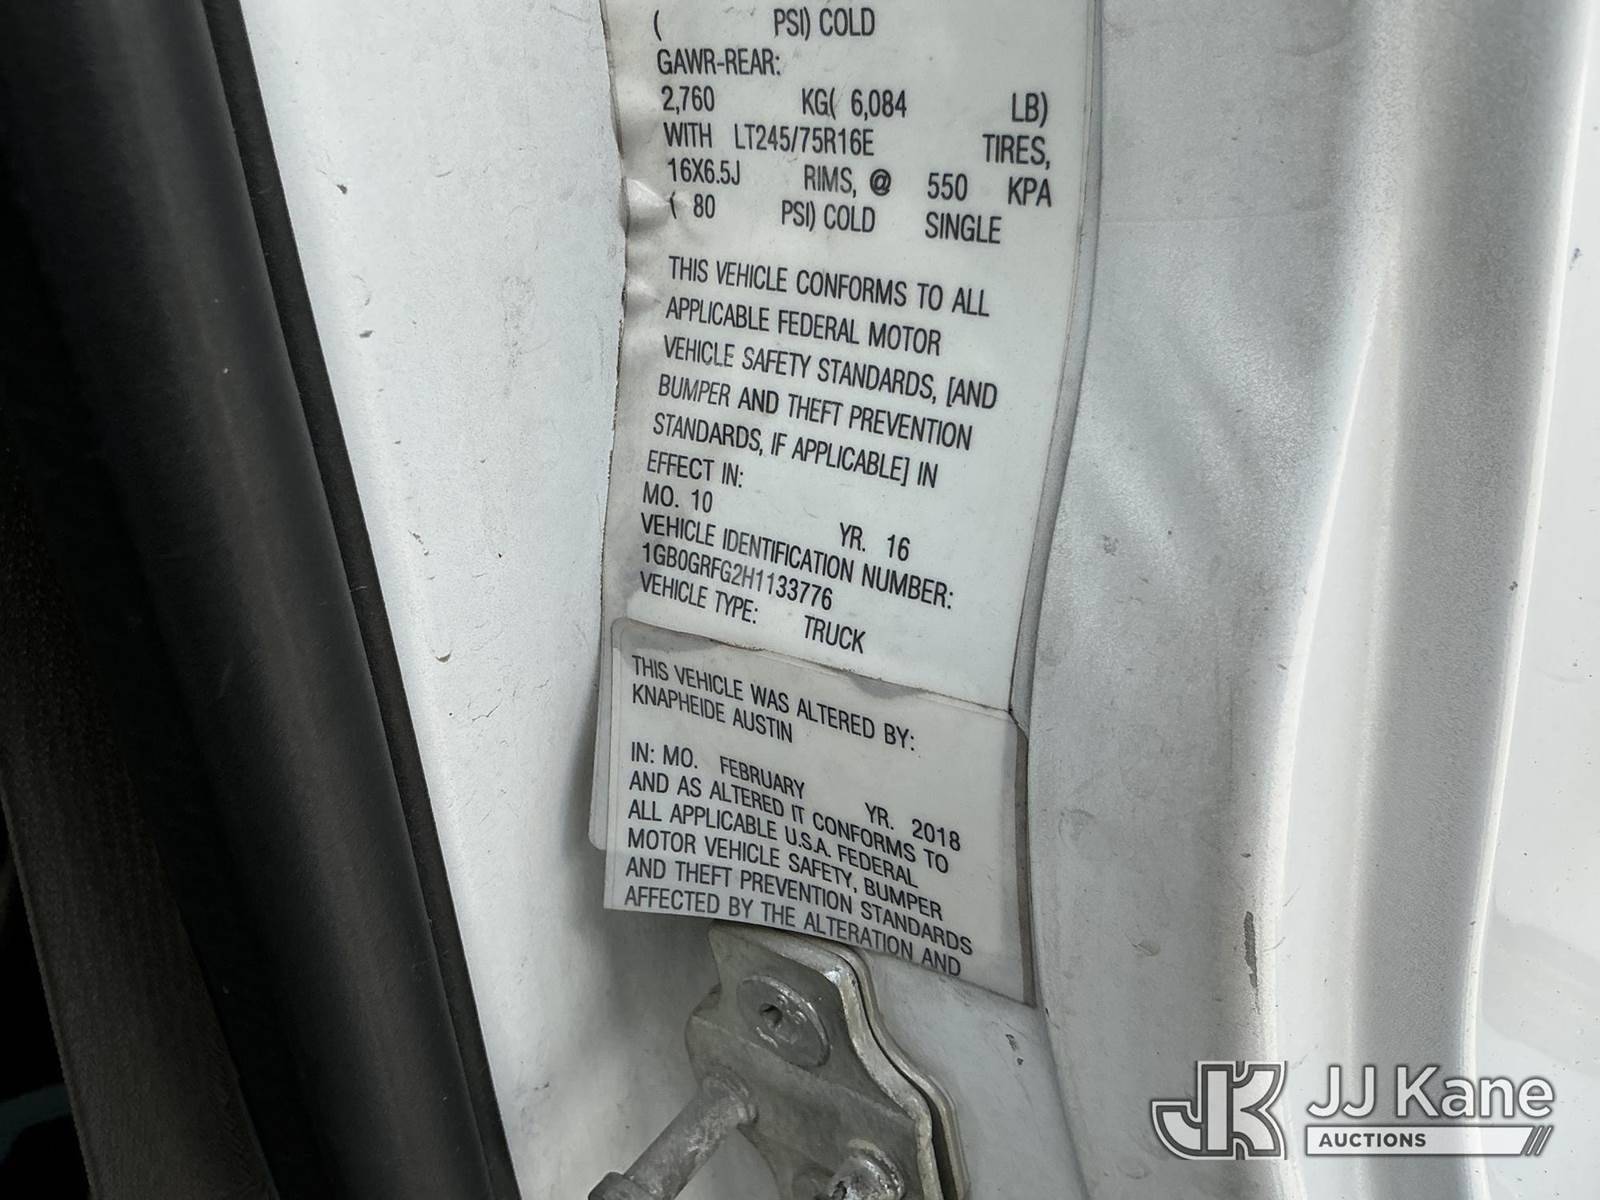 ( PSI) COLD
GAWR-REAR:
2,760 KG( 6,084 LB)
WITH LT245/75R16E TIRES,
16X6.5J RIMS, @ 550 KPA
( 80 PSI) COLD SINGLE
THIS VEHICLE CONFORMS TO ALL
APPLICABLE FEDERAL MOTOR
VEHICLE SAFETY STANDARDS, [AND
BUMPER AND THEFT PREVENTION
STANDARDS, IF APPLICABLE] IN
EFFECT IN:
MO. 10 YR. 16
VEHICLE IDENTIFICATION NUMBER:
1GB0GRFG2H1133776
VEHICLE TYPE: TRUCK
THIS VEHICLE WAS ALTERED BY:
KNAPHEIDE AUSTIN
IN: MO. FEBRUARY YR. 2018
AND AS ALTERED IT CONFORMS TO
ALL APPLICABLE U.S.A. FEDERAL
MOTOR VEHICLE SAFETY, BUMPER
AND THEFT PREVENTION STANDARDS
AFFECTED BY THE ALTERATION AND
JK JJ Kane
AUCTIONS